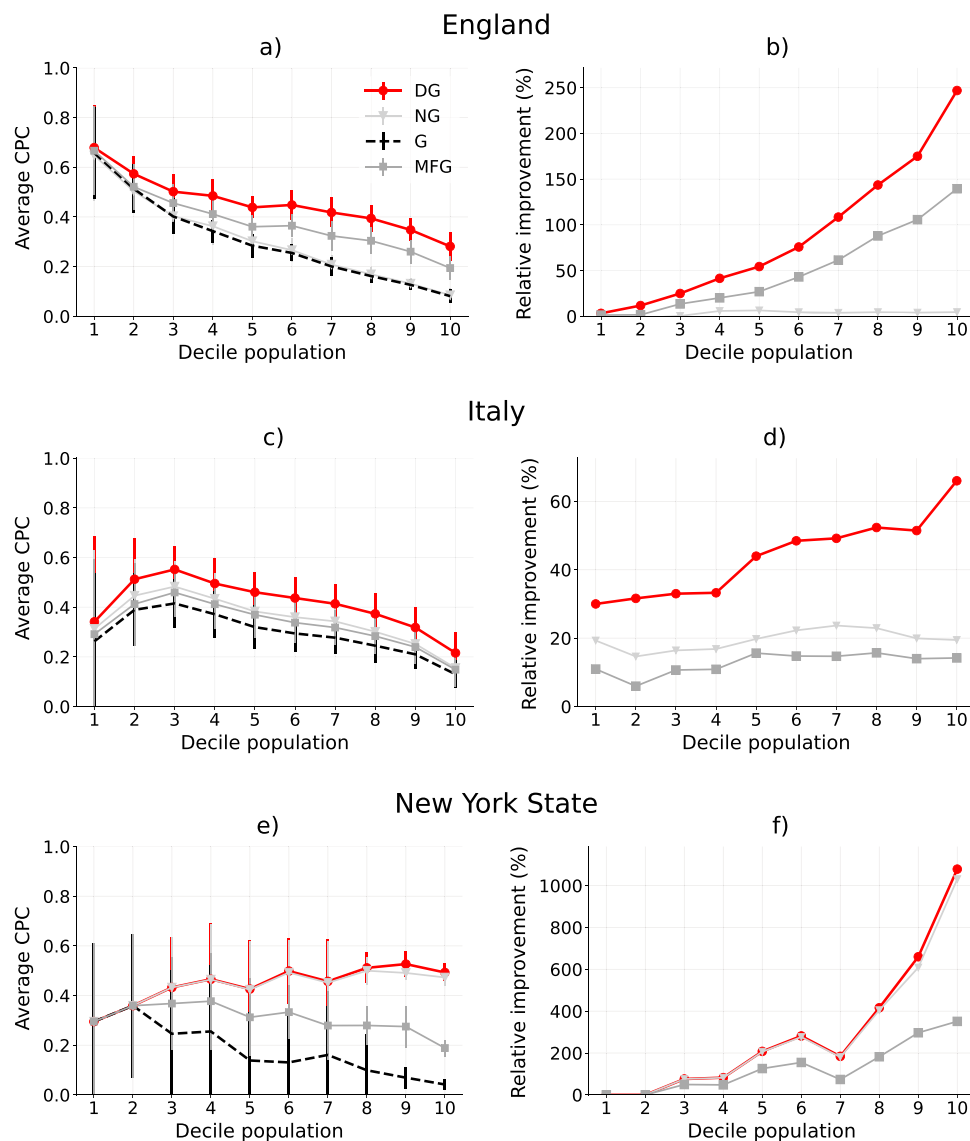 England
a)
b)
Average CPC
1.0
0.8
0.6
0.4
0.2
0.0
DG
NG
G
MFG
1 2 3 4 5 6 7 8 9 10
Decile population
Relative improvement (%)
250
200
150
100
50
0
1 2 3 4 5 6 7 8 9 10
Decile population
Italy
c)
d)
Average CPC
1.0
0.8
0.6
0.4
0.2
0.0
1 2 3 4 5 6 7 8 9 10
Decile population
Relative improvement (%)
60
40
20
0
1 2 3 4 5 6 7 8 9 10
Decile population
New York State
e)
f)
Average CPC
1.0
0.8
0.6
0.4
0.2
0.0
1 2 3 4 5 6 7 8 9 10
Decile population
Relative improvement (%)
1000
800
600
400
200
0
1 2 3 4 5 6 7 8 9 10
Decile population